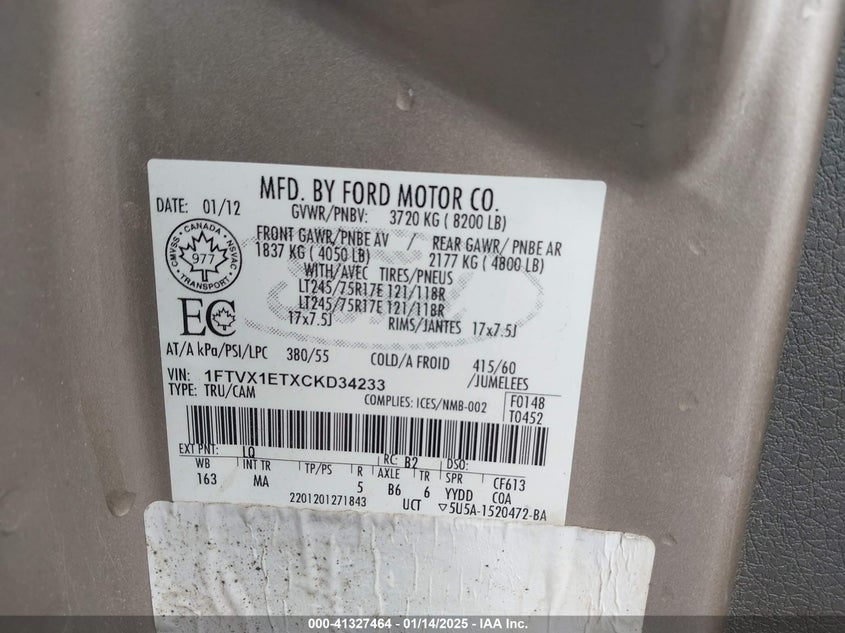 MFD. BY FORD MOTOR CO.
DATE: 01/12
GVWR/PNBV: 3720 KG ( 8200 LB)
FRONT GAWR/PNBE AV / REAR GAWR/ PNBE AR
1837 KG ( 4050 LB) 2177 KG ( 4800 LB)
WITH/AVEC TIRES/PNEUS
LT245/75R17E 121/118R
LT245/75R17E 121/118R
17x7.5J RIMS/JANTES 17x7.5J
CMVSS · CANADA · NSVAC
977
TRANSPORT
EC
AT/A kPa/PSI/LPC 380/55 COLD/A FROID 415/60
VIN: 1FTVX1ETXCKD34233 /JUMELEES
TYPE: TRU/CAM
COMPLIES: ICES/NMB-002
F0148
T0452
EXT PNT: LQ RC: B2 DSO:
WB INT TR TP/PS R AXLE TR SPR CF613
163 MA 5 B6 6 YYDD COA
2201201271843 UCT ▽5U5A-1520472-BA
000-41327464 - 01/14/2025 - IAA Inc.